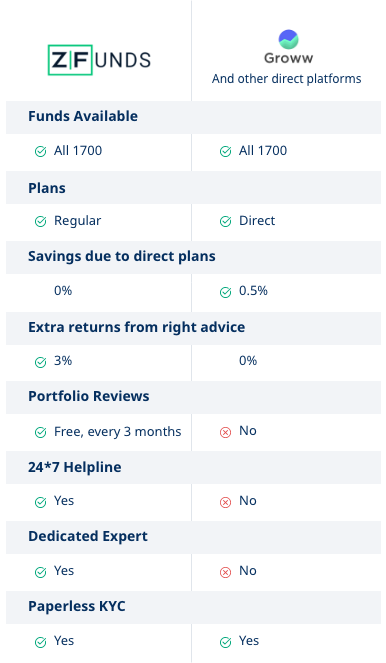 ZFUNDS
Groww
And other direct platforms
Funds Available
All 1700
All 1700
Plans
Regular
Direct
Savings due to direct plans
0%
0.5%
Extra returns from right advice
3%
0%
Portfolio Reviews
Free, every 3 months
No
24*7 Helpline
Yes
No
Dedicated Expert
Yes
No
Paperless KYC
Yes
Yes